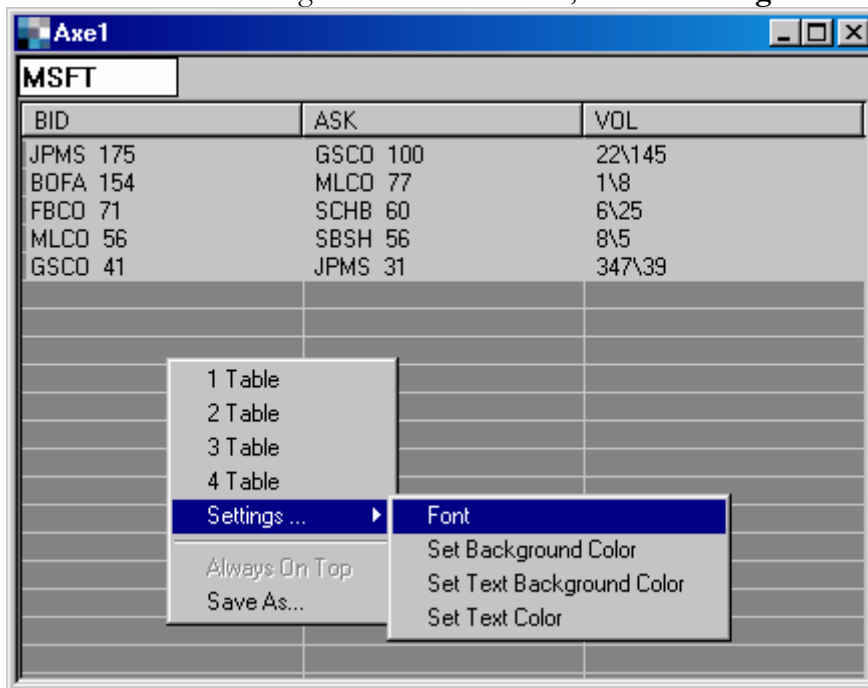 Axe1
MSFT
BID ASK VOL
JPMS 175 GSCO 100 22\145
BOFA 154 MLCO 77 1\8
FBCO 71 SCHB 60 6\25
MLCO 56 SBSH 56 8\5
GSCO 41 JPMS 31 347\39
1 Table
2 Table
3 Table
4 Table
Settings ...
Always On Top
Save As...
Font
Set Background Color
Set Text Background Color
Set Text Color